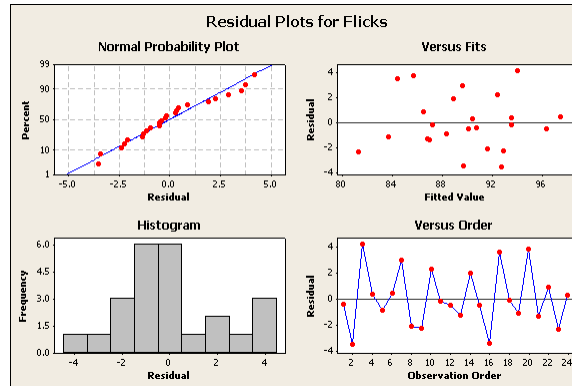 Residual Plots for Flicks
Normal Probability Plot
99
90
50
10
1
Percent
-5.0 -2.5 0.0 2.5 5.0
Residual
Versus Fits
4
2
0
-2
-4
Residual
80 84 88 92 96
Fitted Value
Histogram
6.0
4.5
3.0
1.5
0.0
Frequency
-4 -2 0 2 4
Residual
Versus Order
4
2
0
-2
-4
Residual
2 4 6 8 10 12 14 16 18 20 22 24
Observation Order